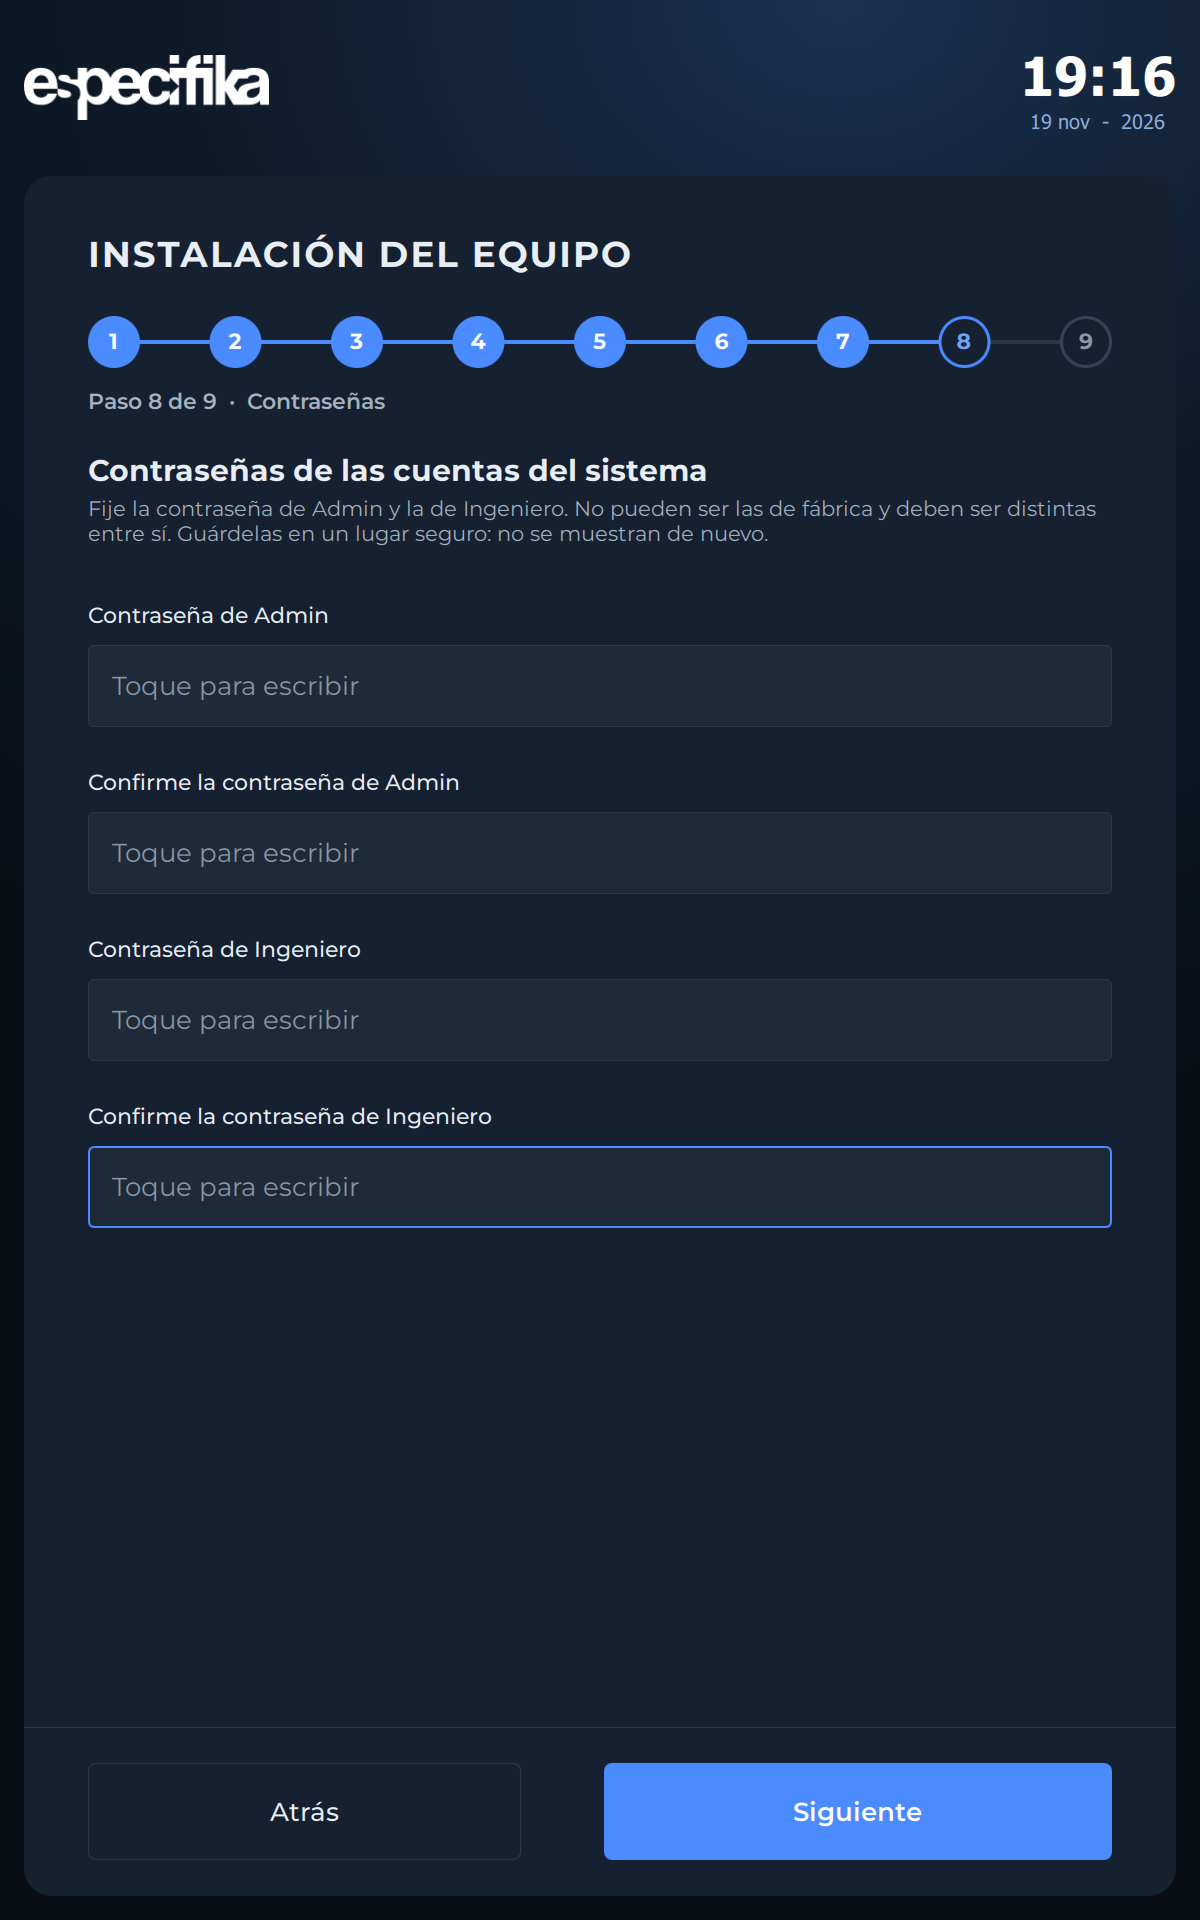 especifika
19:16
19 nov - 2026
INSTALACIÓN DEL EQUIPO
1 2 3 4 5 6 7 8 9
Paso 8 de 9 · Contraseñas
Contraseñas de las cuentas del sistema
Fije la contraseña de Admin y la de Ingeniero. No pueden ser las de fábrica y deben ser distintas
entre sí. Guárdelas en un lugar seguro: no se muestran de nuevo.
Contraseña de Admin
Toque para escribir
Confirme la contraseña de Admin
Toque para escribir
Contraseña de Ingeniero
Toque para escribir
Confirme la contraseña de Ingeniero
Toque para escribir
Atrás
Siguiente